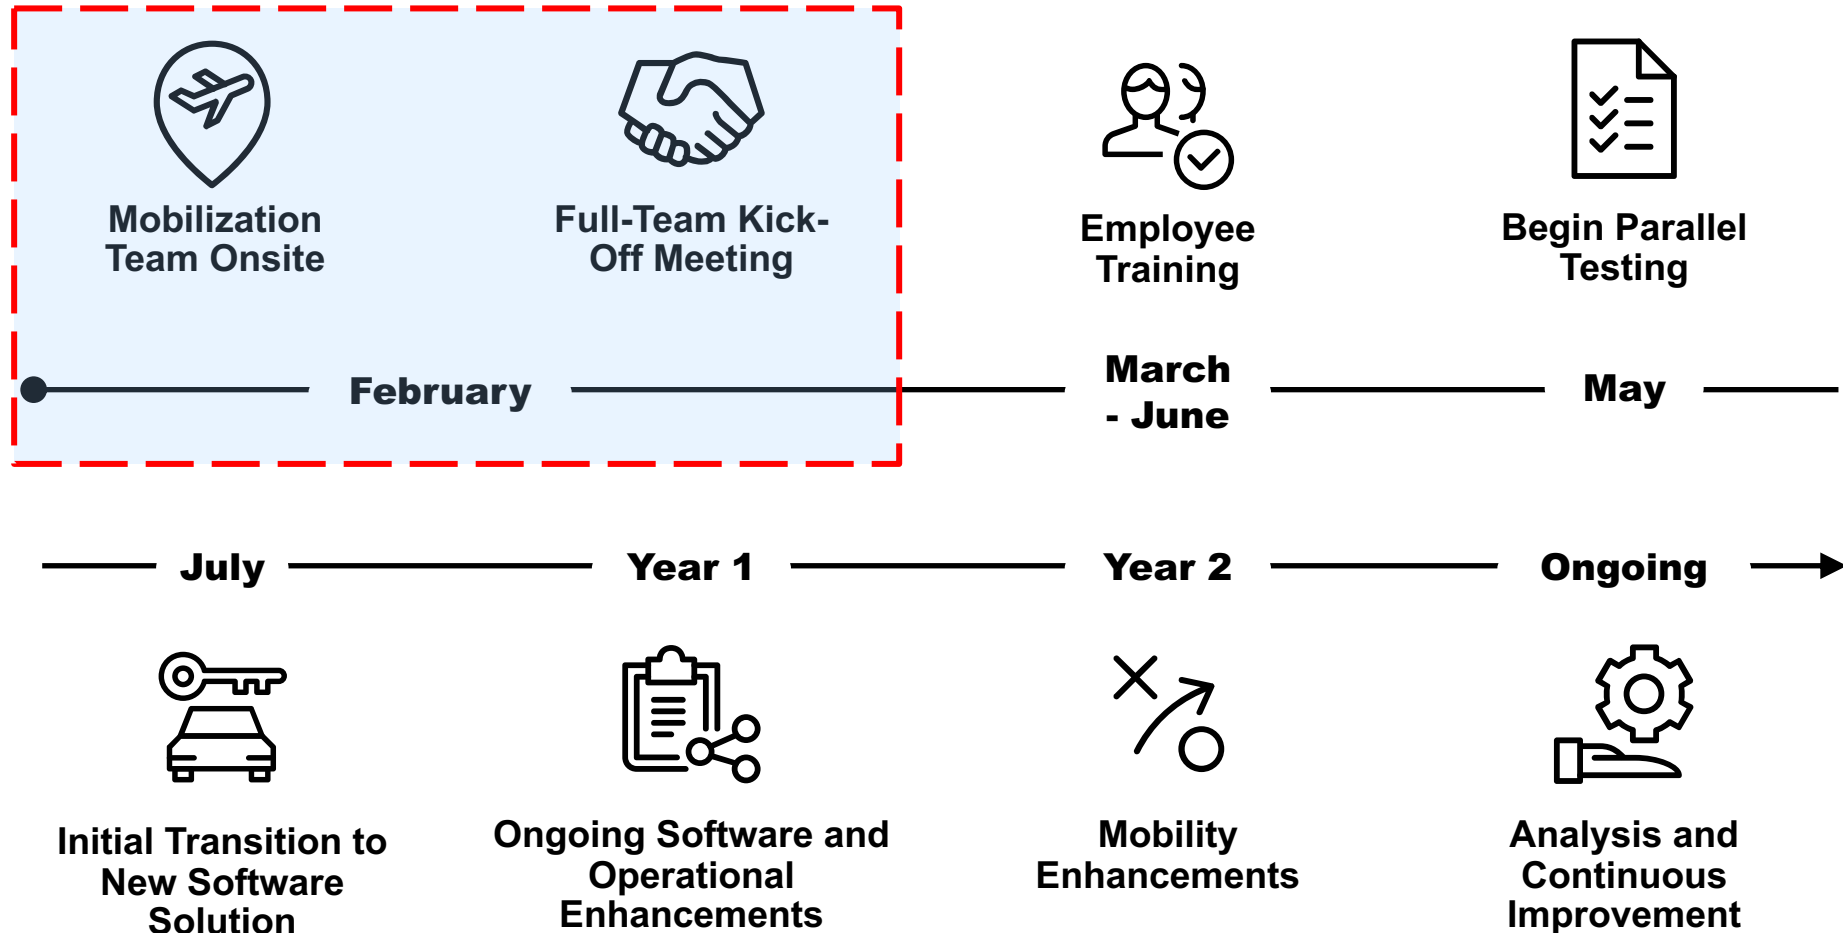 Mobilization
Team Onsite
Full-Team Kick-
Off Meeting
Employee
Training
Begin Parallel
Testing
February
March
- June
May
July
Year 1
Year 2
Ongoing
Initial Transition to
New Software
Solution
Ongoing Software and
Operational
Enhancements
Mobility
Enhancements
Analysis and
Continuous
Improvement